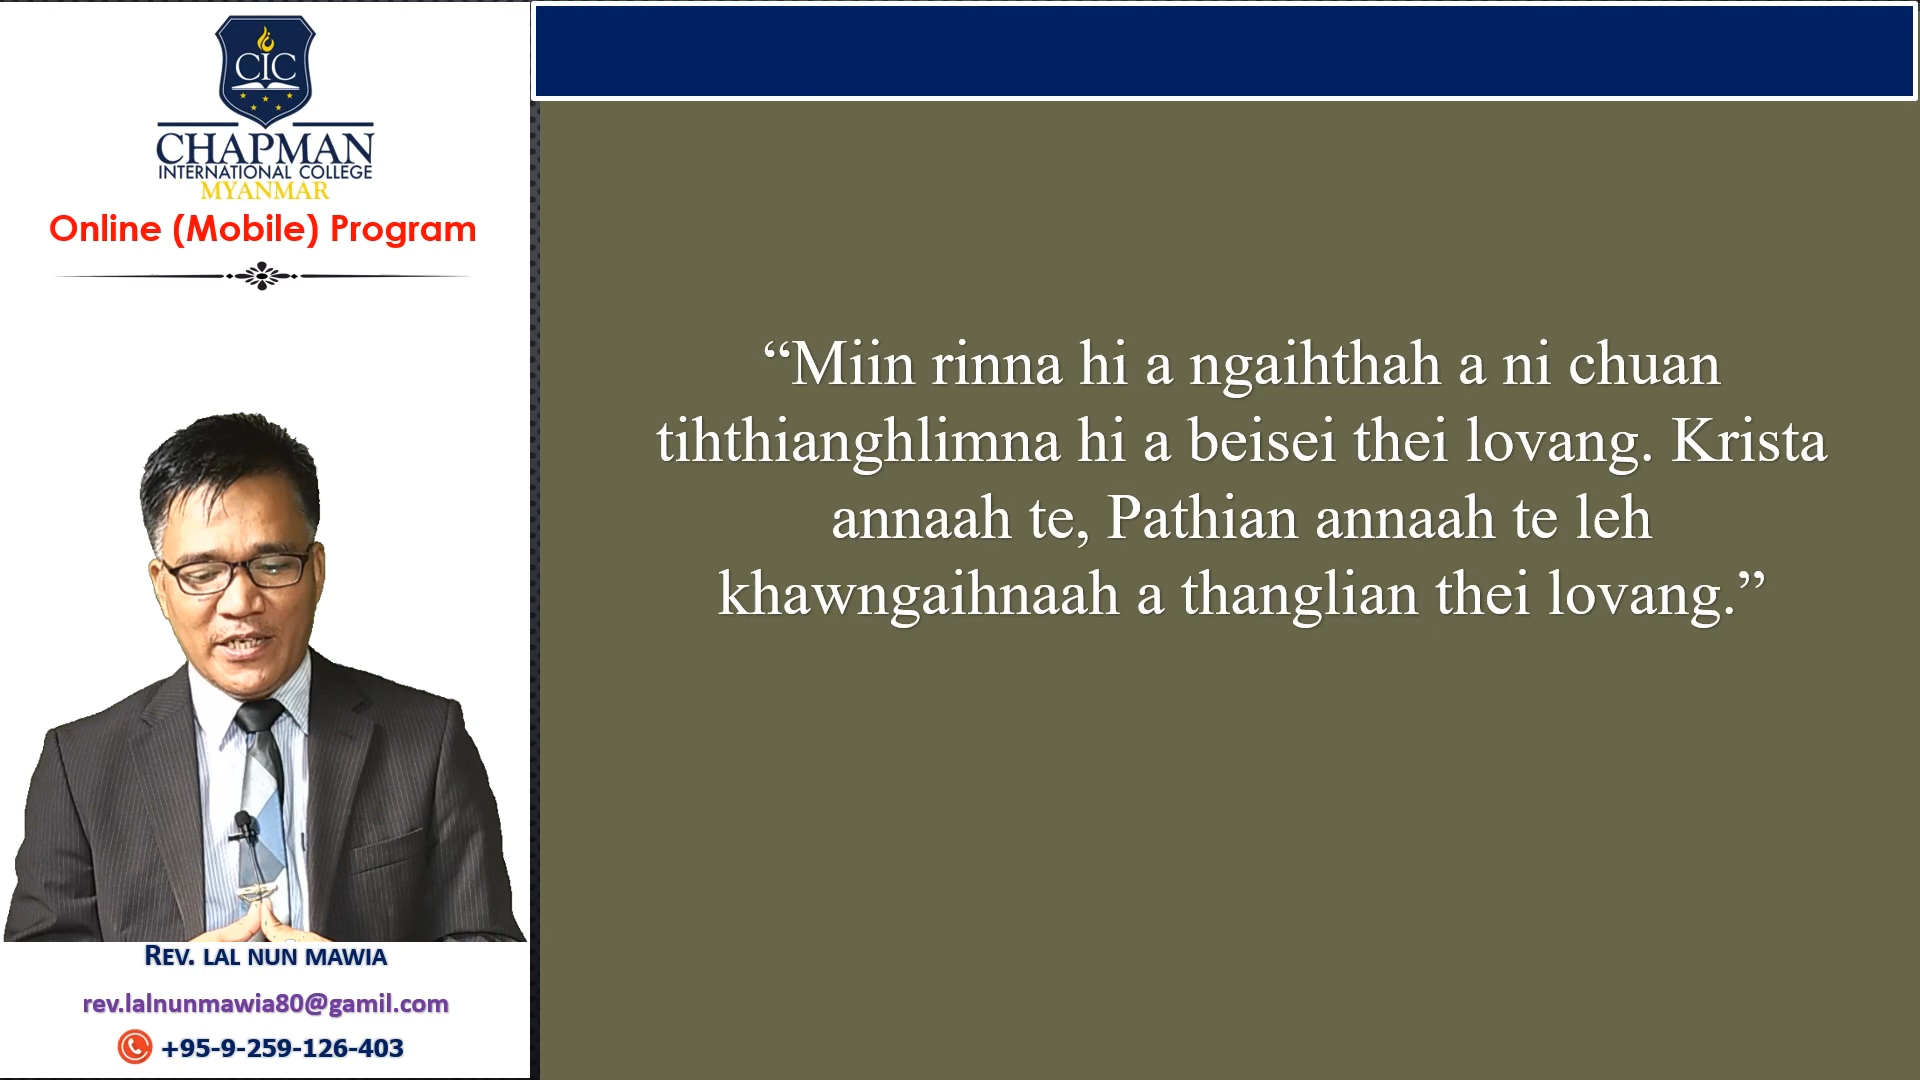 CIC
CHAPMAN
INTERNATIONAL COLLEGE
MYANMAR
Online (Mobile) Program
REV. LAL NUN MAWIA
rev.lalnunmawia80@gamil.com
+95-9-259-126-403
“Miin rinna hi a ngaihthah a ni chuan
tihthianghlimna hi a beisei thei lovang. Krista
annaah te, Pathian annaah te leh
khawngaihnaah a thanglian thei lovang.”